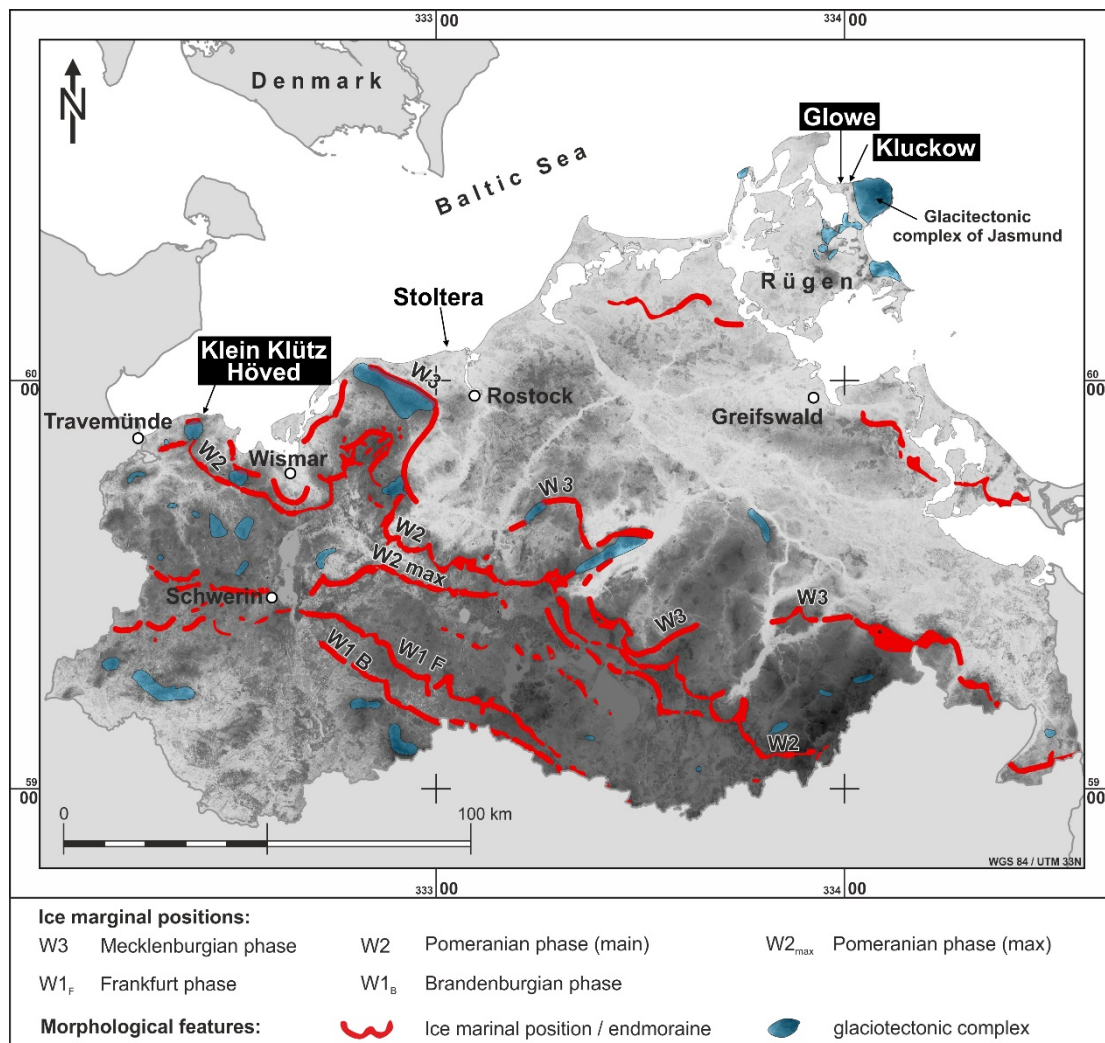 333 00
334 00
Denmark
N
Glowe
Kluckow
Baltic Sea
Glacitectonic
complex of Jasmund
Rügen
Stoltera
Klein Klütz
Höved
W3
60
00
60
00
Rostock
Greifswald
Travemünde
W2
Wismar
W3
W2
W2 max
Schwerin
W3
W3
W1 F
W1 B
W2
59
00
59
00
0
100 km
WGS 84 / UTM 33N
333 00
334 00
Ice marginal positions:
W3 Mecklenburgian phase
W2 Pomeranian phase (main)
W2max Pomeranian phase (max)
W1F Frankfurt phase
W1B Brandenburgian phase
Morphological features:
Ice marinal position / endmoraine
glaciotectonic complex